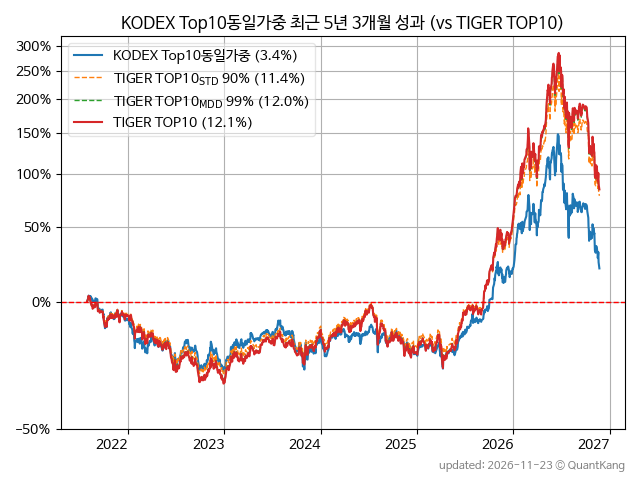 KODEX Top10동일가중 최근 5년 3개월 성과 (vs TIGER TOP10)
300%
250%
200%
150%
100%
50%
0%
−50%
KODEX Top10동일가중 (3.4%)
TIGER TOP10STD 90% (11.4%)
TIGER TOP10MDD 99% (12.0%)
TIGER TOP10 (12.1%)
2022 2023 2024 2025 2026 2027
updated: 2026-11-23 © QuantKang